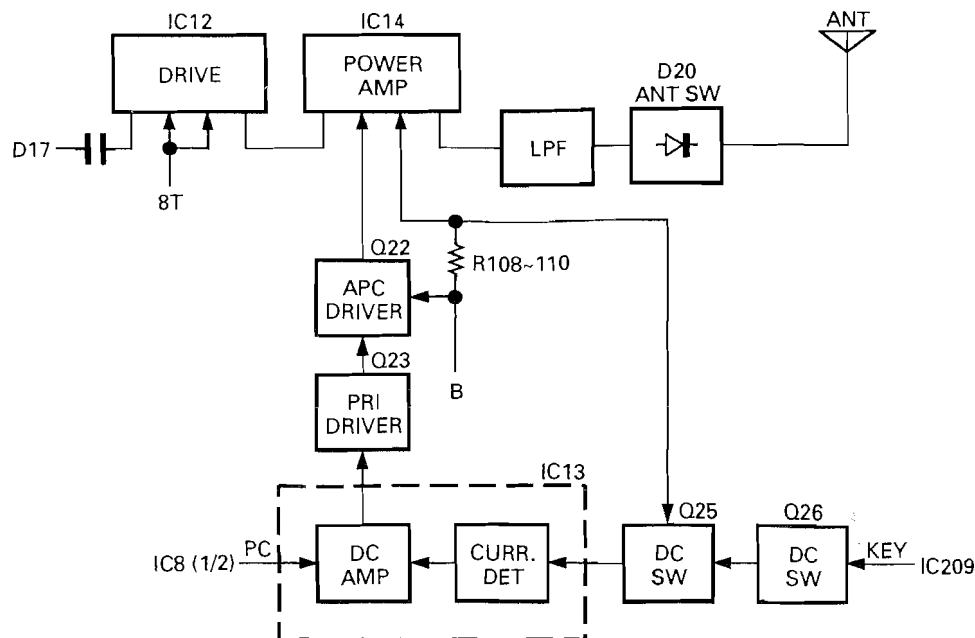 IC12
IC14
ANT
DRIVE
POWER
AMP
D20
ANT SW
LPF
D17
8T
Q22
R108~110
APC
DRIVER
Q23
B
PRI
DRIVER
IC13
Q25
Q26
IC8 (1/2)
PC
DC
AMP
CURR.
DET
DC
SW
DC
SW
KEY
IC209